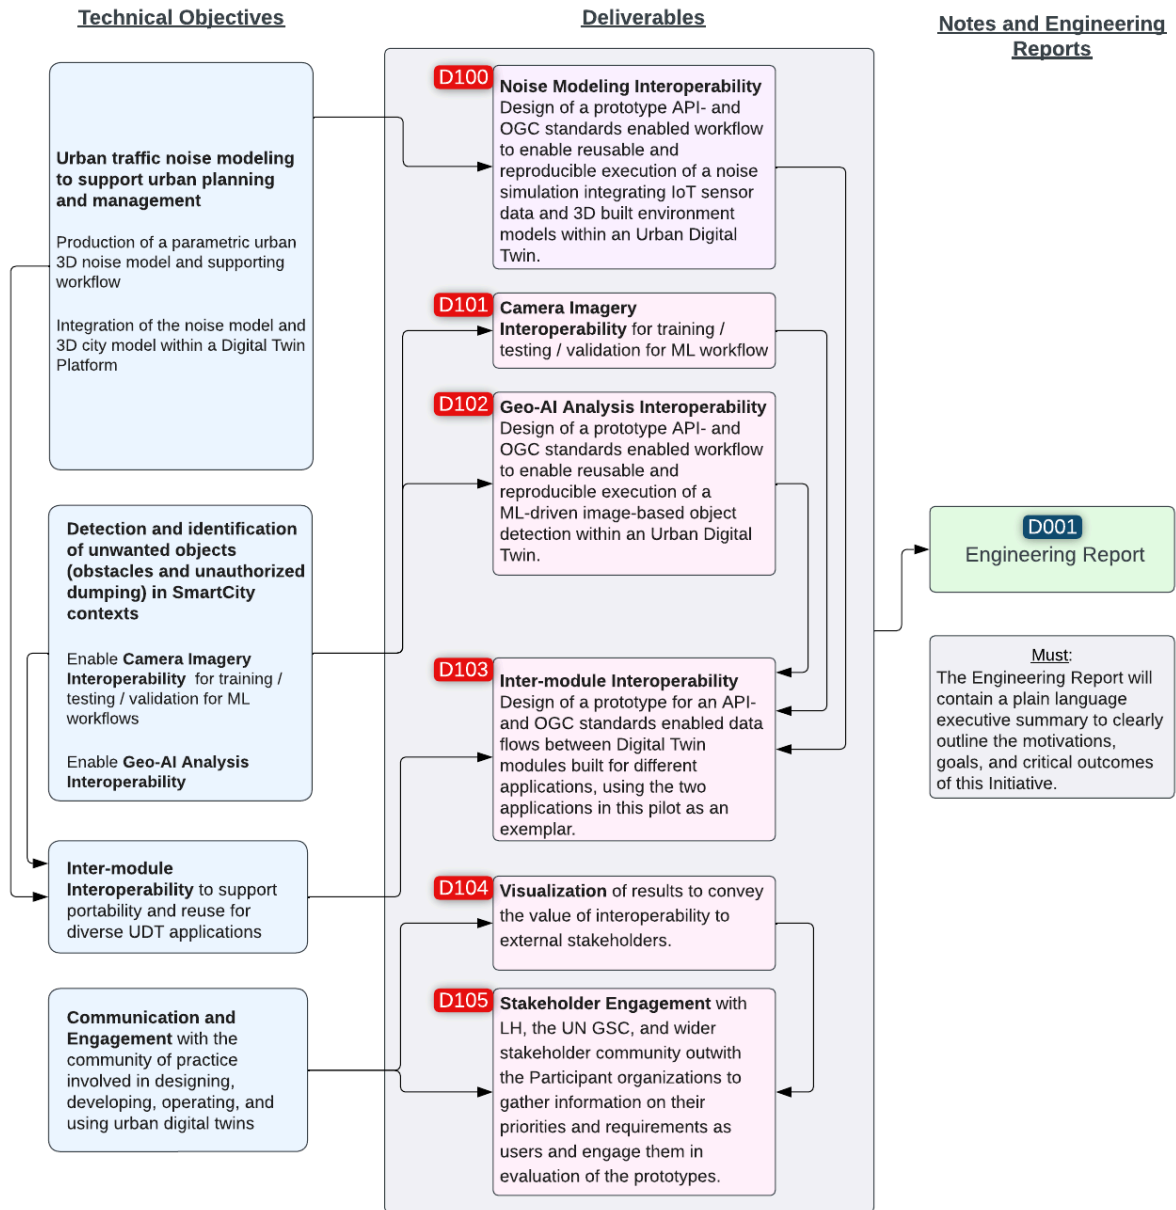 Technical Objectives
Urban traffic noise modeling
to support urban planning
and management
Production of a parametric urban
3D noise model and supporting
workflow
Integration of the noise model and
3D city model within a Digital Twin
Platform
Detection and identification
of unwanted objects
(obstacles and unauthorized
dumping) in SmartCity
contexts
Enable Camera Imagery
Interoperability for training /
testing / validation for ML
workflows
Enable Geo-AI Analysis
Interoperability
Inter-module
Interoperability to support
portability and reuse for
diverse UDT applications
Communication and
Engagement with the
community of practice
involved in designing,
developing, operating, and
using urban digital twins
Deliverables
D100
Noise Modeling Interoperability
Design of a prototype API- and
OGC standards enabled workflow
to enable reusable and
reproducible execution of a noise
simulation integrating IoT sensor
data and 3D built environment
models within an Urban Digital
Twin.
D101
Camera Imagery
Interoperability for training /
testing / validation for ML workflow
D102
Geo-AI Analysis Interoperability
Design of a prototype API- and
OGC standards enabled workflow
to enable reusable and
reproducible execution of a
ML-driven image-based object
detection within an Urban Digital
Twin.
D103
Inter-module Interoperability
Design of a prototype for an API-
and OGC standards enabled data
flows between Digital Twin
modules built for different
applications, using the two
applications in this pilot as an
exemplar.
D104
Visualization of results to convey
the value of interoperability to
external stakeholders.
D105
Stakeholder Engagement with
LH, the UN GSC, and wider
stakeholder community outwith
the Participant organizations to
gather information on their
priorities and requirements as
users and engage them in
evaluation of the prototypes.
Notes and Engineering
Reports
D001
Engineering Report
Must:
The Engineering Report will
contain a plain language
executive summary to clearly
outline the motivations,
goals, and critical outcomes
of this Initiative.